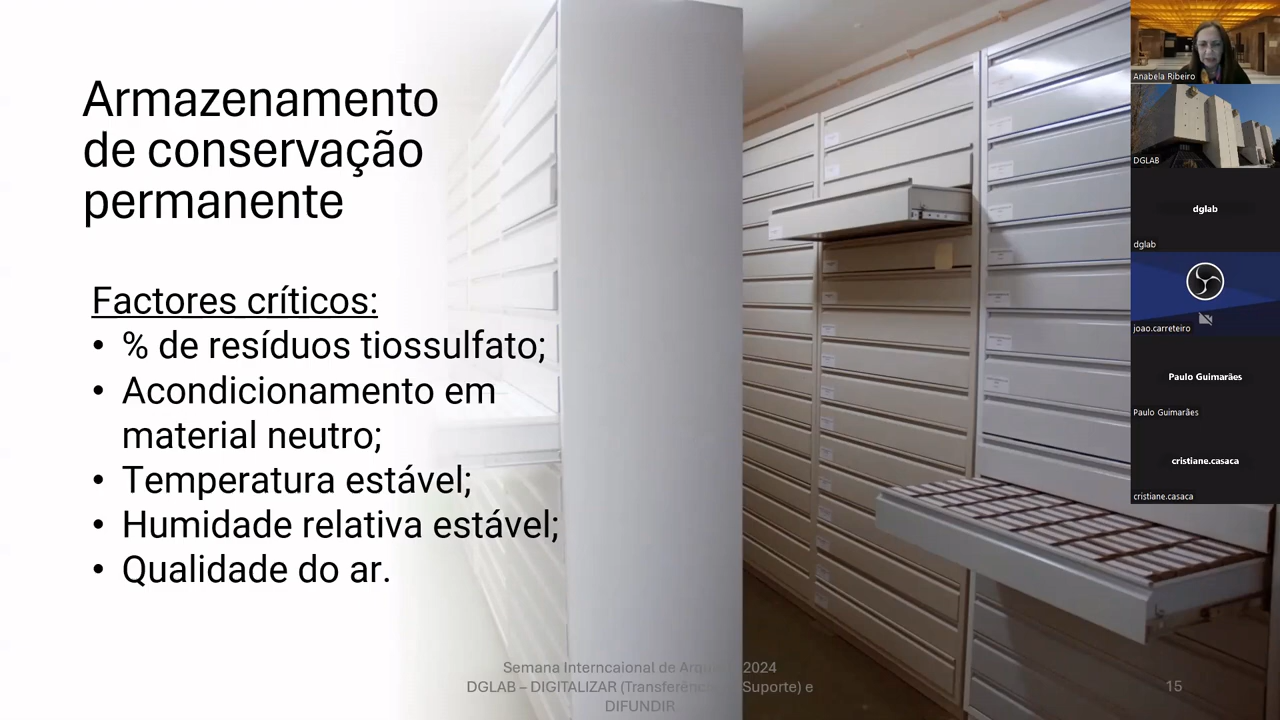 Armazenamento
de conservação
permanente
Factores críticos:
• % de resíduos tiossulfato;
• Acondicionamento em
material neutro;
• Temperatura estável;
• Humidade relativa estável;
• Qualidade do ar.
Semana Interncaional de 2024
DGLAB – DIGITALIZAR Suporte) e
DIFUNDIR
15
Anabela Ribeiro
DGLAB
dglab
dglab
joao.carreteiro
Paulo Guimarães
Paulo Guimarães
cristiane.casaca
cristiane.casaca